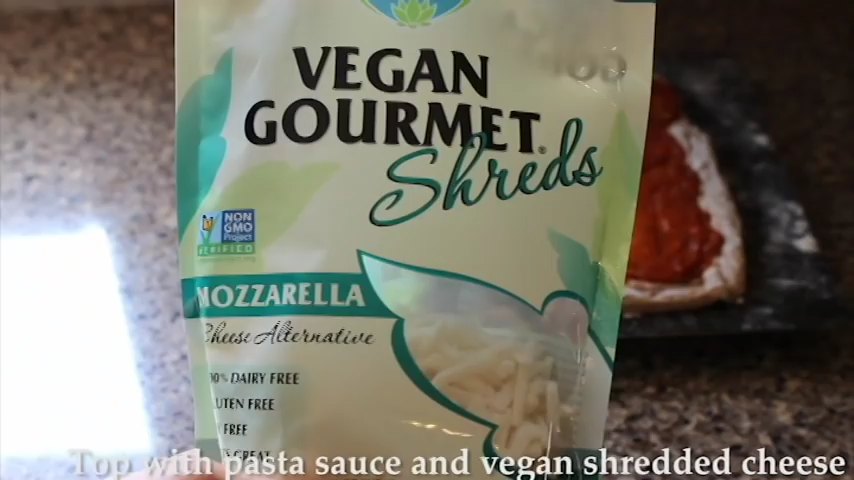 VEGAN
GOURMET®
Shreds
NON
GMO
Project
VERIFIED
MOZZARELLA
Cheese Alternative
DAIRY FREE
FREE
FREE
Top with pasta sauce and vegan shredded cheese